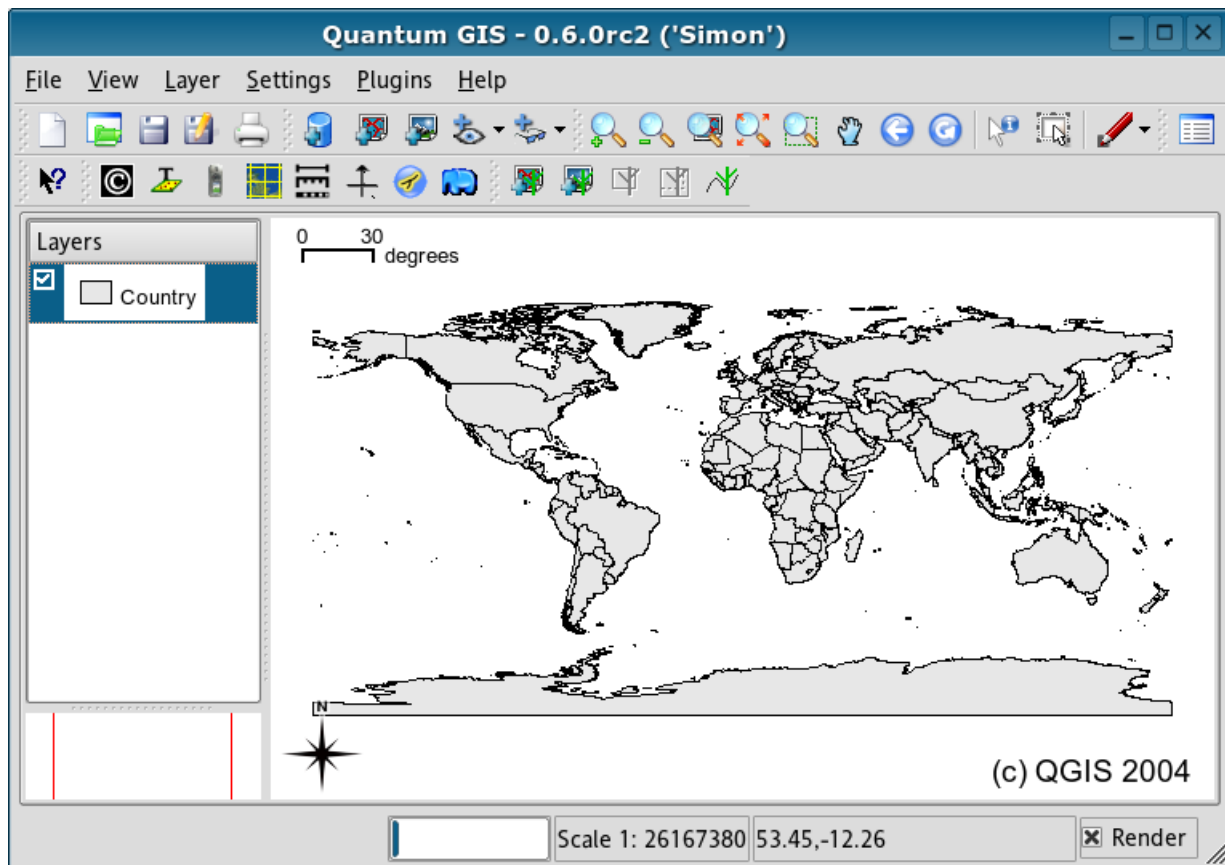 Quantum GIS - 0.6.0rc2 ('Simon')
File View Layer Settings Plugins Help
Layers
Country
0 30
degrees
N
(c) QGIS 2004
Scale 1: 26167380 53.45,-12.26 Render